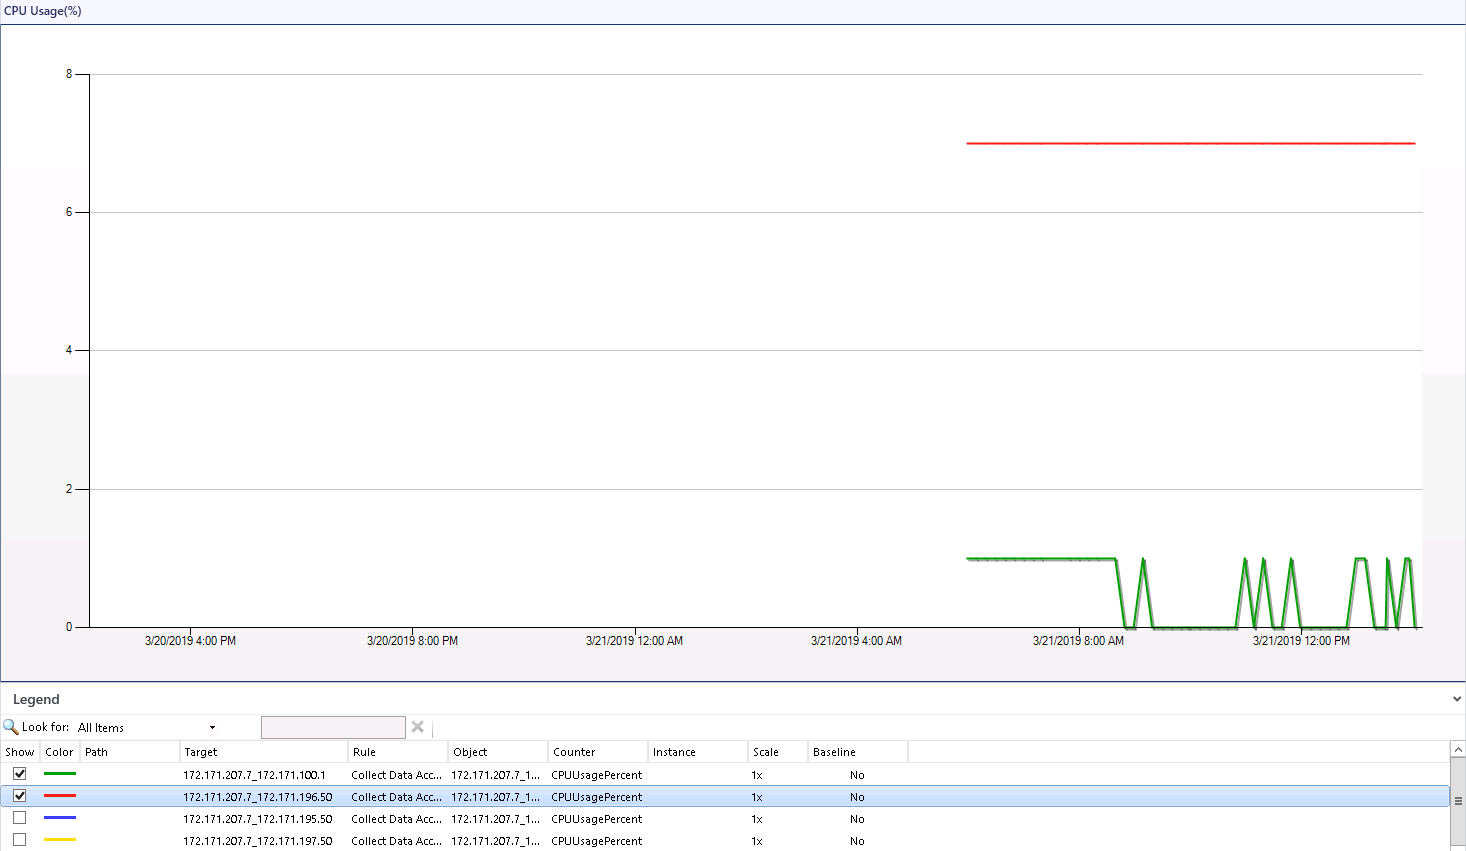 CPU Usage(%)
8
6
4
2
0
3/20/2019 4:00 PM 3/20/2019 8:00 PM 3/21/2019 12:00 AM 3/21/2019 4:00 AM 3/21/2019 8:00 AM 3/21/2019 12:00 PM
Legend
Look for: All Items
Show Color Path Target Rule Object Counter Instance Scale Baseline
172.171.207.7_172.171.100.1 Collect Data Acc... 172.171.207.7_1... CPUUsagePercent 1x No
172.171.207.7_172.171.196.50 Collect Data Acc... 172.171.207.7_1... CPUUsagePercent 1x No
172.171.207.7_172.171.195.50 Collect Data Acc... 172.171.207.7_1... CPUUsagePercent 1x No
172.171.207.7_172.171.197.50 Collect Data Acc... 172.171.207.7_1... CPUUsagePercent 1x No